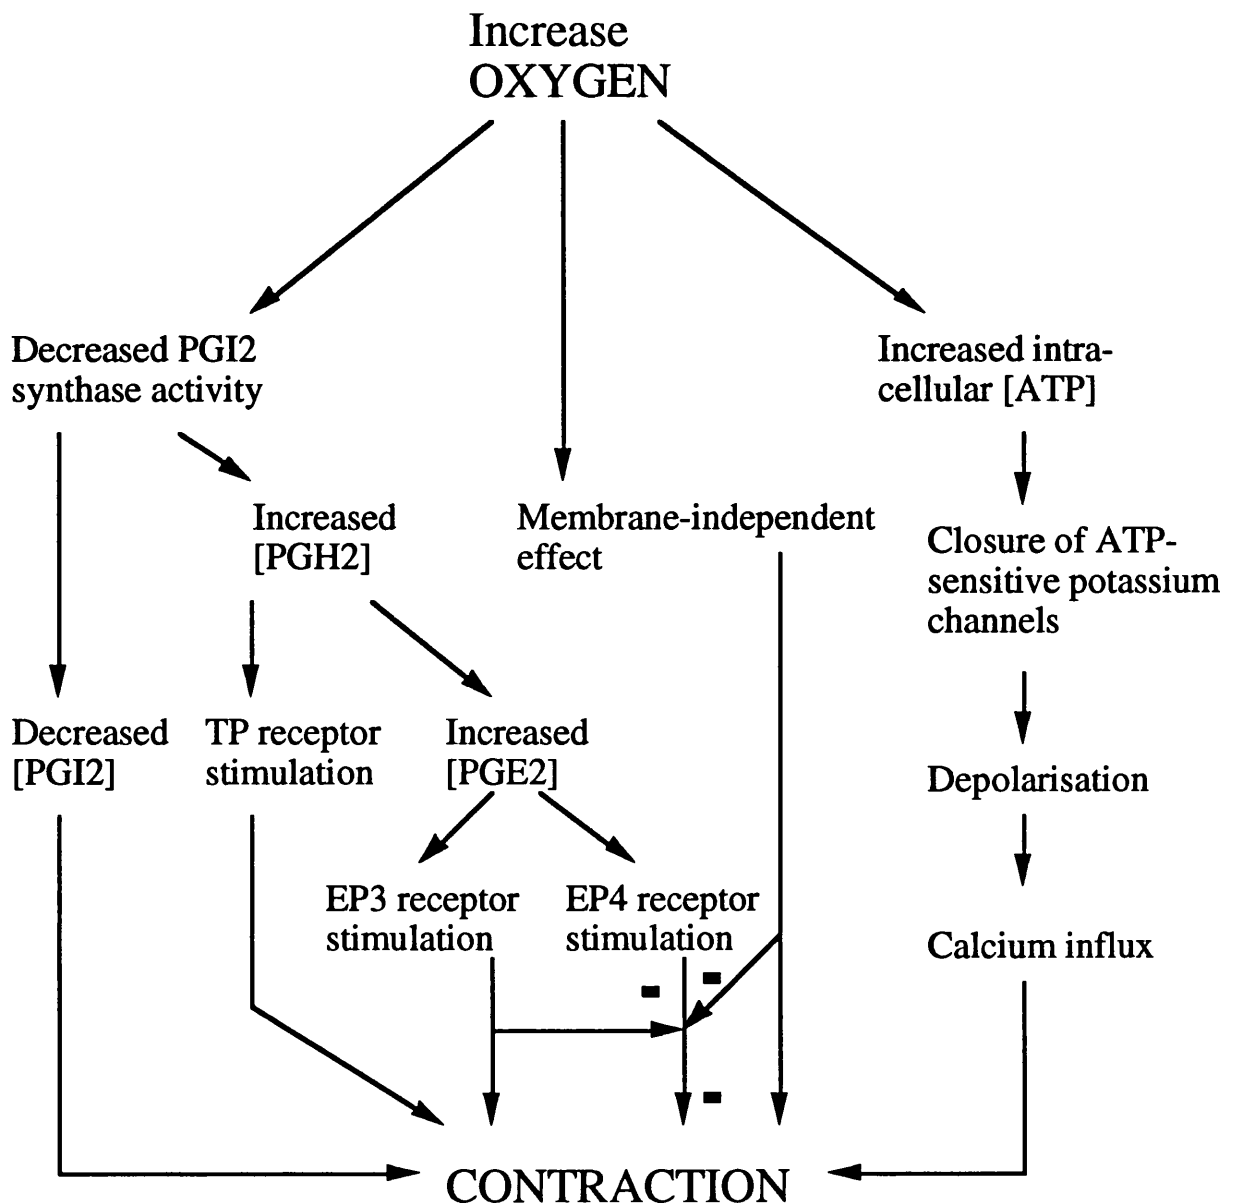 Increase
OXYGEN
Decreased PGI2
synthase activity
Increased intra-
cellular [ATP]
Increased
[PGH2]
Membrane-independent
effect
Closure of ATP-
sensitive potassium
channels
Decreased
[PGI2]
TP receptor
stimulation
Increased
[PGE2]
Depolarisation
EP3 receptor
stimulation
EP4 receptor
stimulation
Calcium influx
-
-
-
CONTRACTION